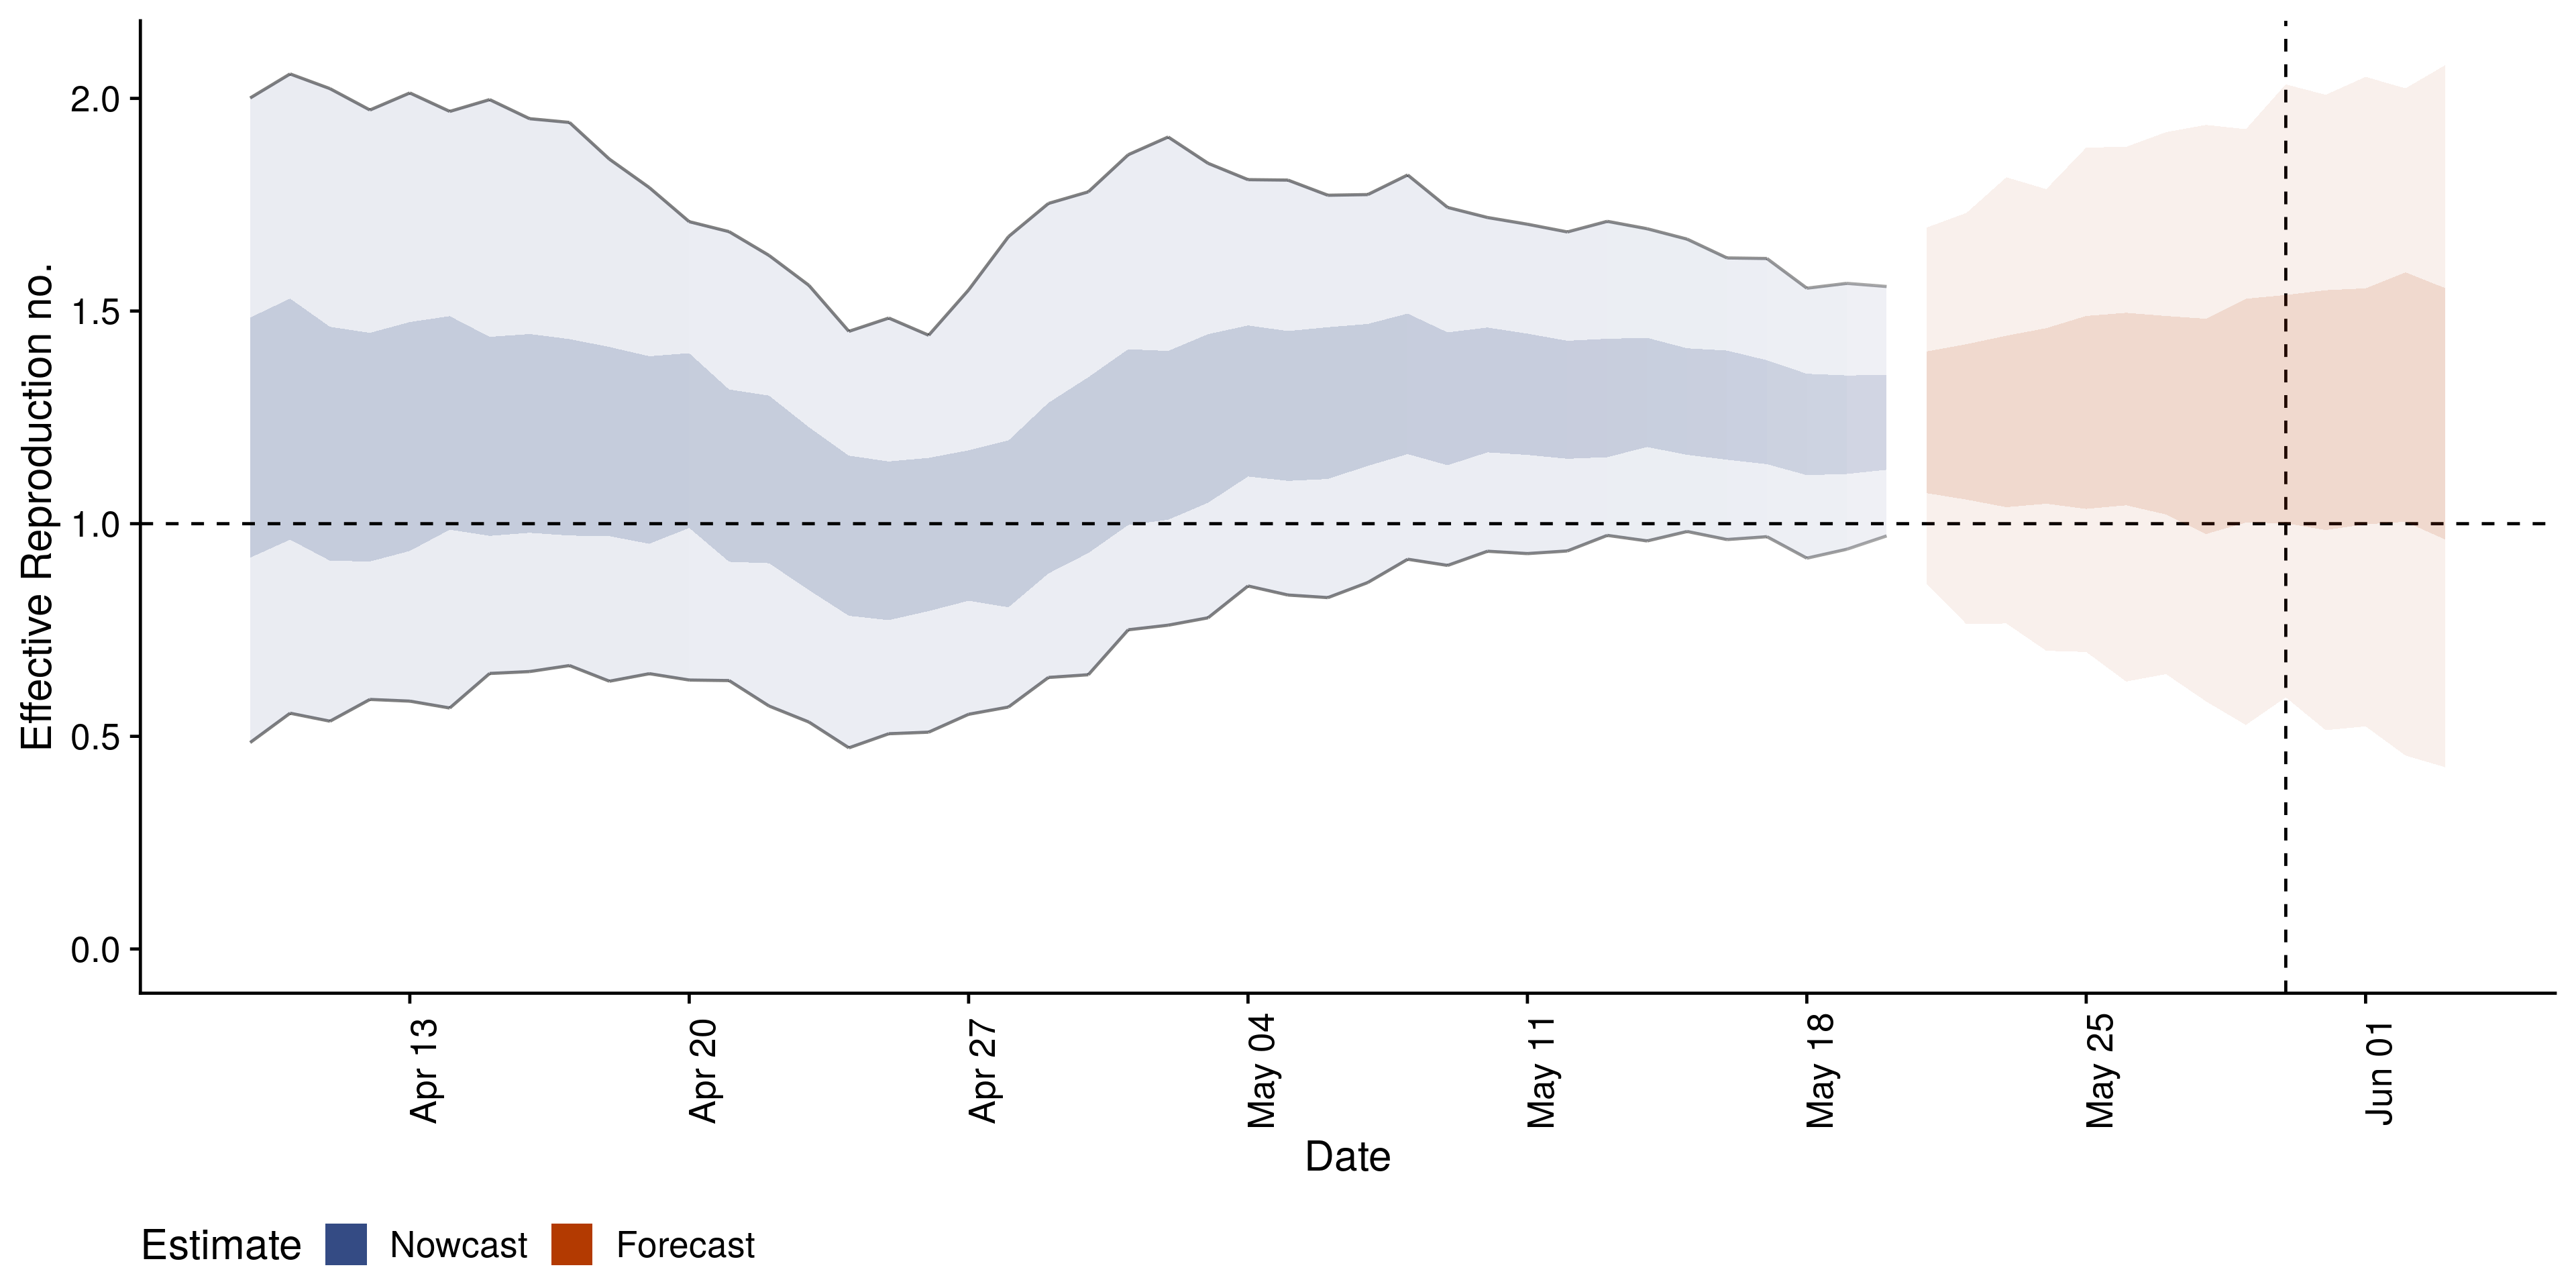 Effective Reproduction no.
2.0
1.5
1.0
0.5
0.0
Apr 13
Apr 20
Apr 27
May 04
May 11
May 18
May 25
Jun 01
Date
Estimate Nowcast Forecast